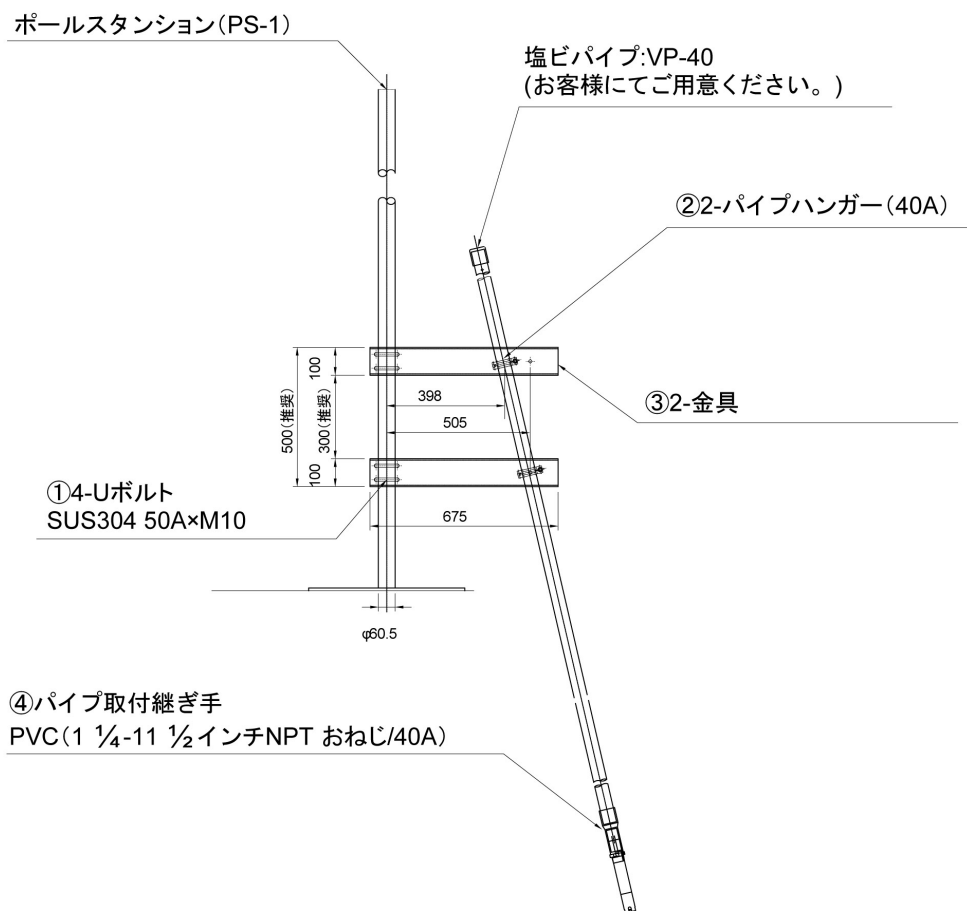 ポールスタンション(PS-1)
塩ビパイプ:VP-40
(お客様にてご用意ください。)
②2-パイプハンガー(40A)
100
398
505
500(推奨)
300(推奨)
③2-金具
100
①4-Uボルト
SUS304 50A×M10
675
φ60.5
④パイプ取付継ぎ手
PVC(1 ¼-11 ½インチNPT おねじ/40A)